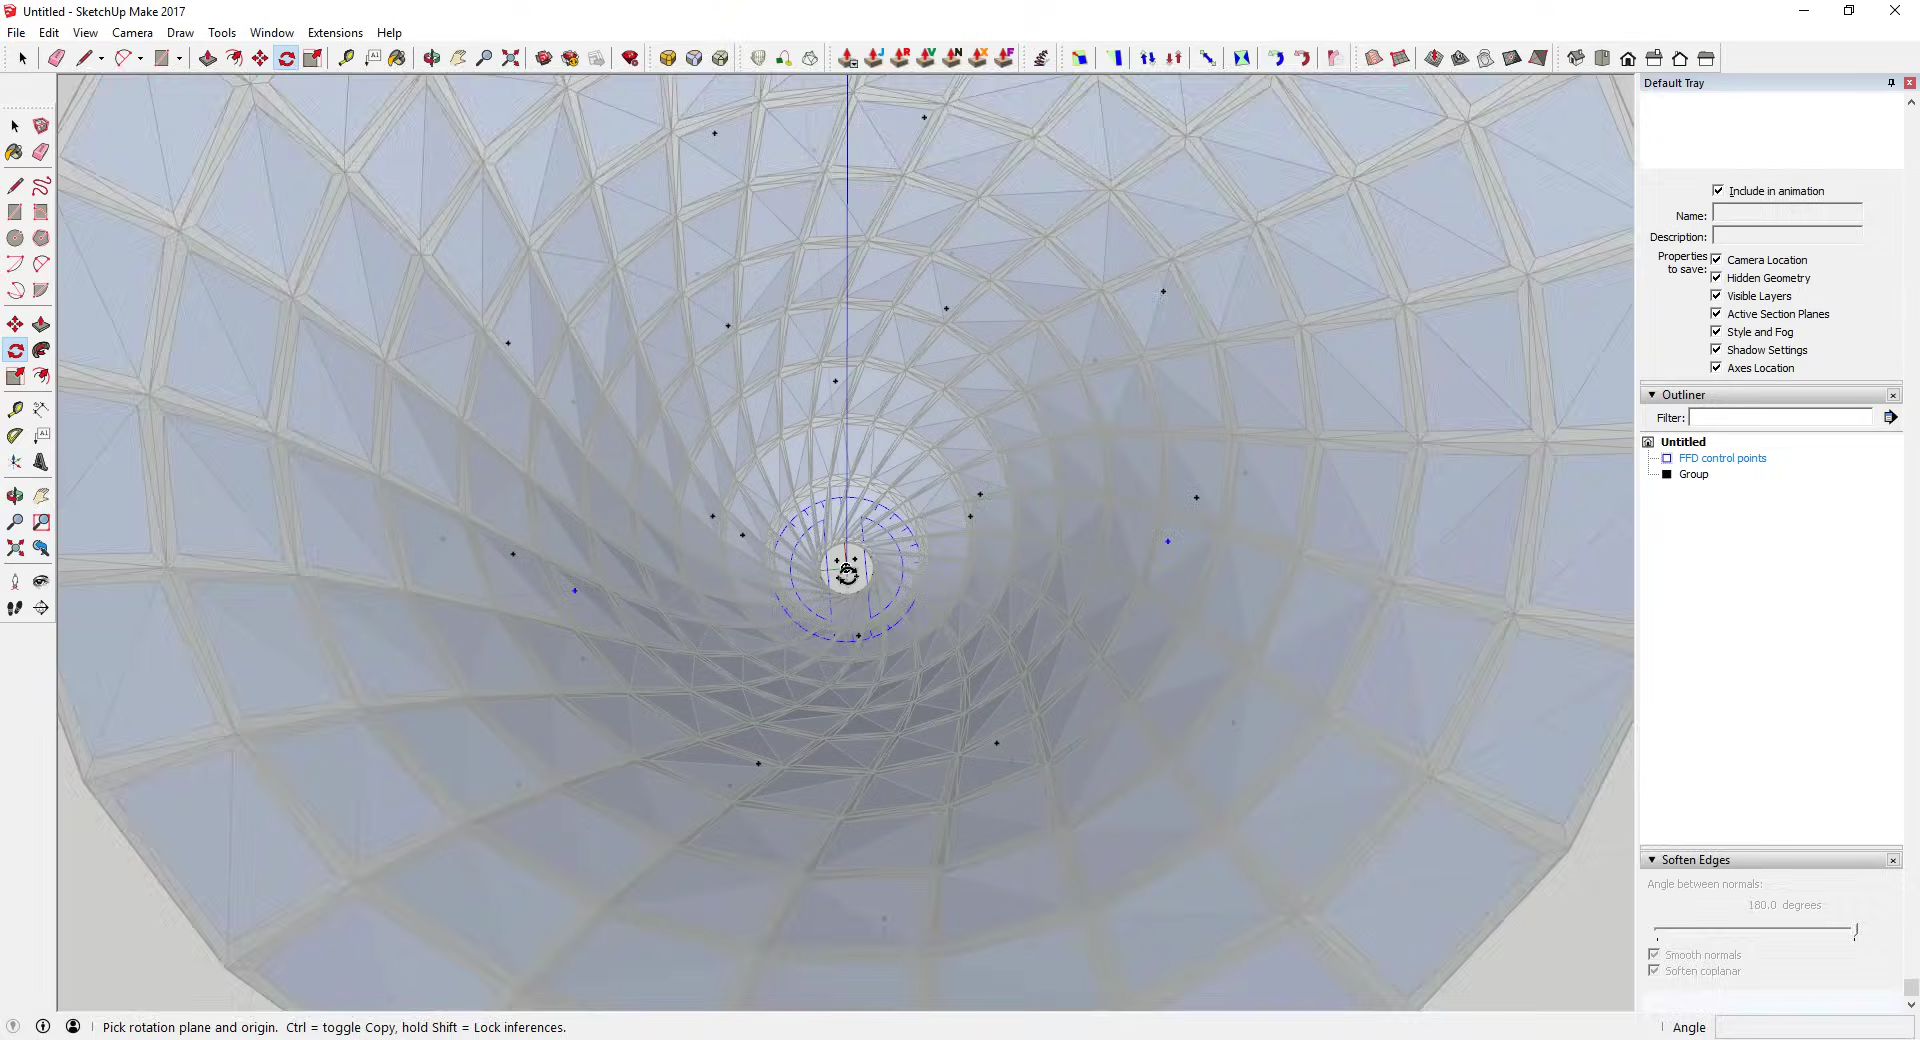 Untitled - SketchUp Make 2017
File Edit View Camera Draw Tools Window Extensions Help
A1 J R V N X F
Default Tray
Include in animation
Name:
Description:
Properties to save:
Camera Location
Hidden Geometry
Visible Layers
Active Section Planes
Style and Fog
Shadow Settings
Axes Location
Outliner
Filter:
Untitled
FFD control points
Group
A1
Soften Edges
Angle between normals:
180.0 degrees
Smooth normals
Soften coplanar
Pick rotation plane and origin. Ctrl = toggle Copy, hold Shift = Lock inferences.
Angle